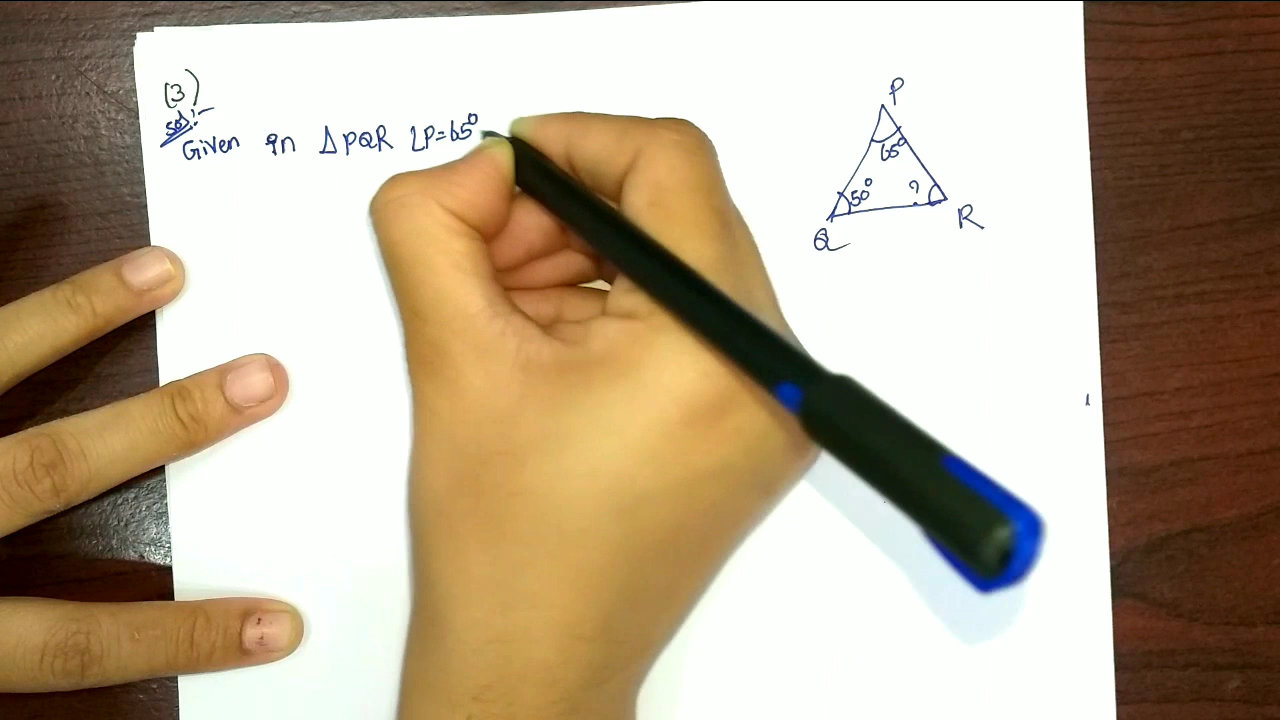 (3)
Sol:-
Given in ΔPQR ∠P=65°
P
65°
50° ?
Q R